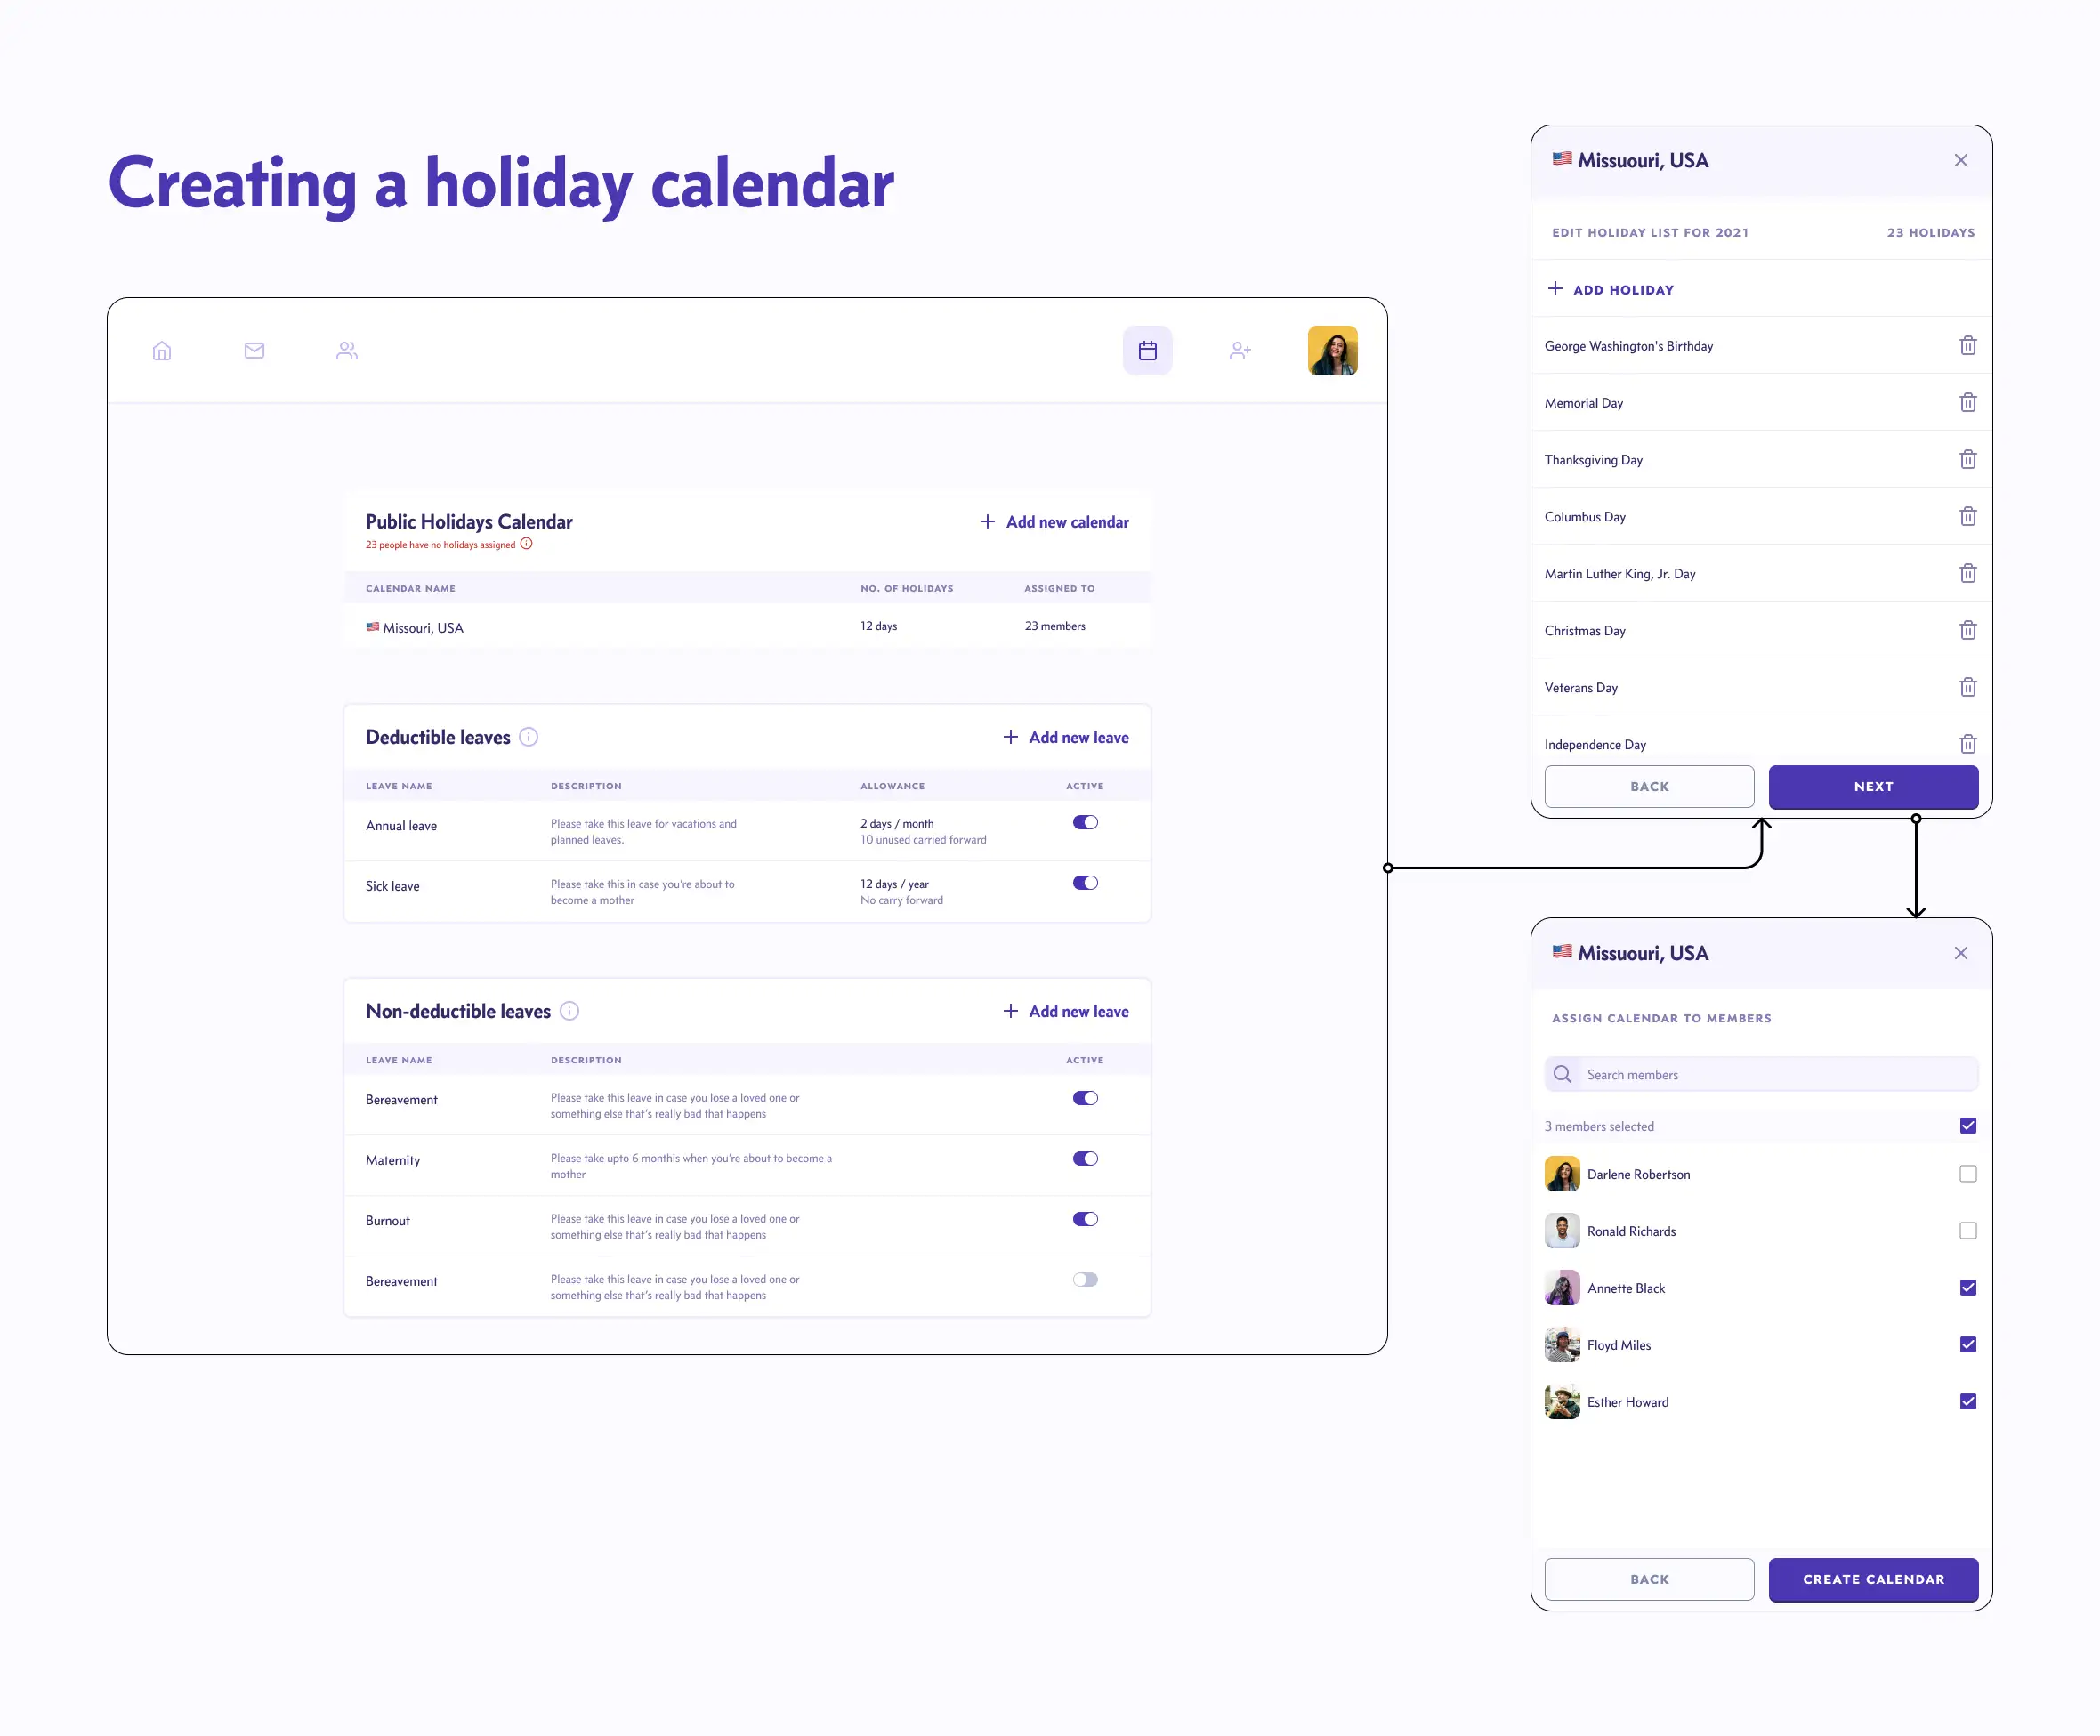 Creating a holiday calendar
Public Holidays Calendar
Add new calendar
23 people have no holidays assigned
CALENDAR NAME
NO. OF HOLIDAYS
ASSIGNED TO
Missouri, USA
12 days
23 members
Deductible leaves
Add new leave
LEAVE NAME
DESCRIPTION
ALLOWANCE
ACTIVE
Annual leave
Please take this leave for vacations and
planned leaves.
2 days / month
10 unused carried forward
Sick leave
Please take this in case you're about to
become a mother
12 days / year
No carry forward
Non-deductible leaves
Add new leave
LEAVE NAME
DESCRIPTION
ACTIVE
Bereavement
Please take this leave in case you lose a loved one or
something else that's really bad that happens
Maternity
Please take upto 6 monthis when you're about to become a
mother
Burnout
Please take this leave in case you lose a loved one or
something else that's really bad that happens
Bereavement
Please take this leave in case you lose a loved one or
something else that's really bad that happens
Missuouri, USA
EDIT HOLIDAY LIST FOR 2021
23 HOLIDAYS
ADD HOLIDAY
George Washington's Birthday
Memorial Day
Thanksgiving Day
Columbus Day
Martin Luther King, Jr. Day
Christmas Day
Veterans Day
Independence Day
BACK
NEXT
Missuouri, USA
ASSIGN CALENDAR TO MEMBERS
Search members
3 members selected
Darlene Robertson
Ronald Richards
Annette Black
Floyd Miles
Esther Howard
BACK
CREATE CALENDAR